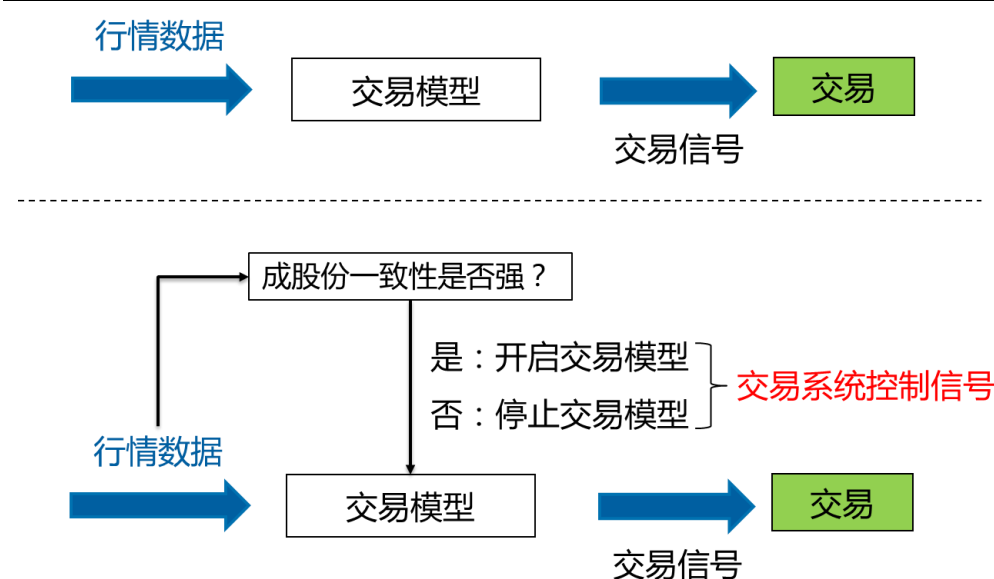 行情数据
交易模型
交易
交易信号
成股份一致性是否强？
是：开启交易模型
否：停止交易模型
交易系统控制信号
行情数据
交易模型
交易
交易信号